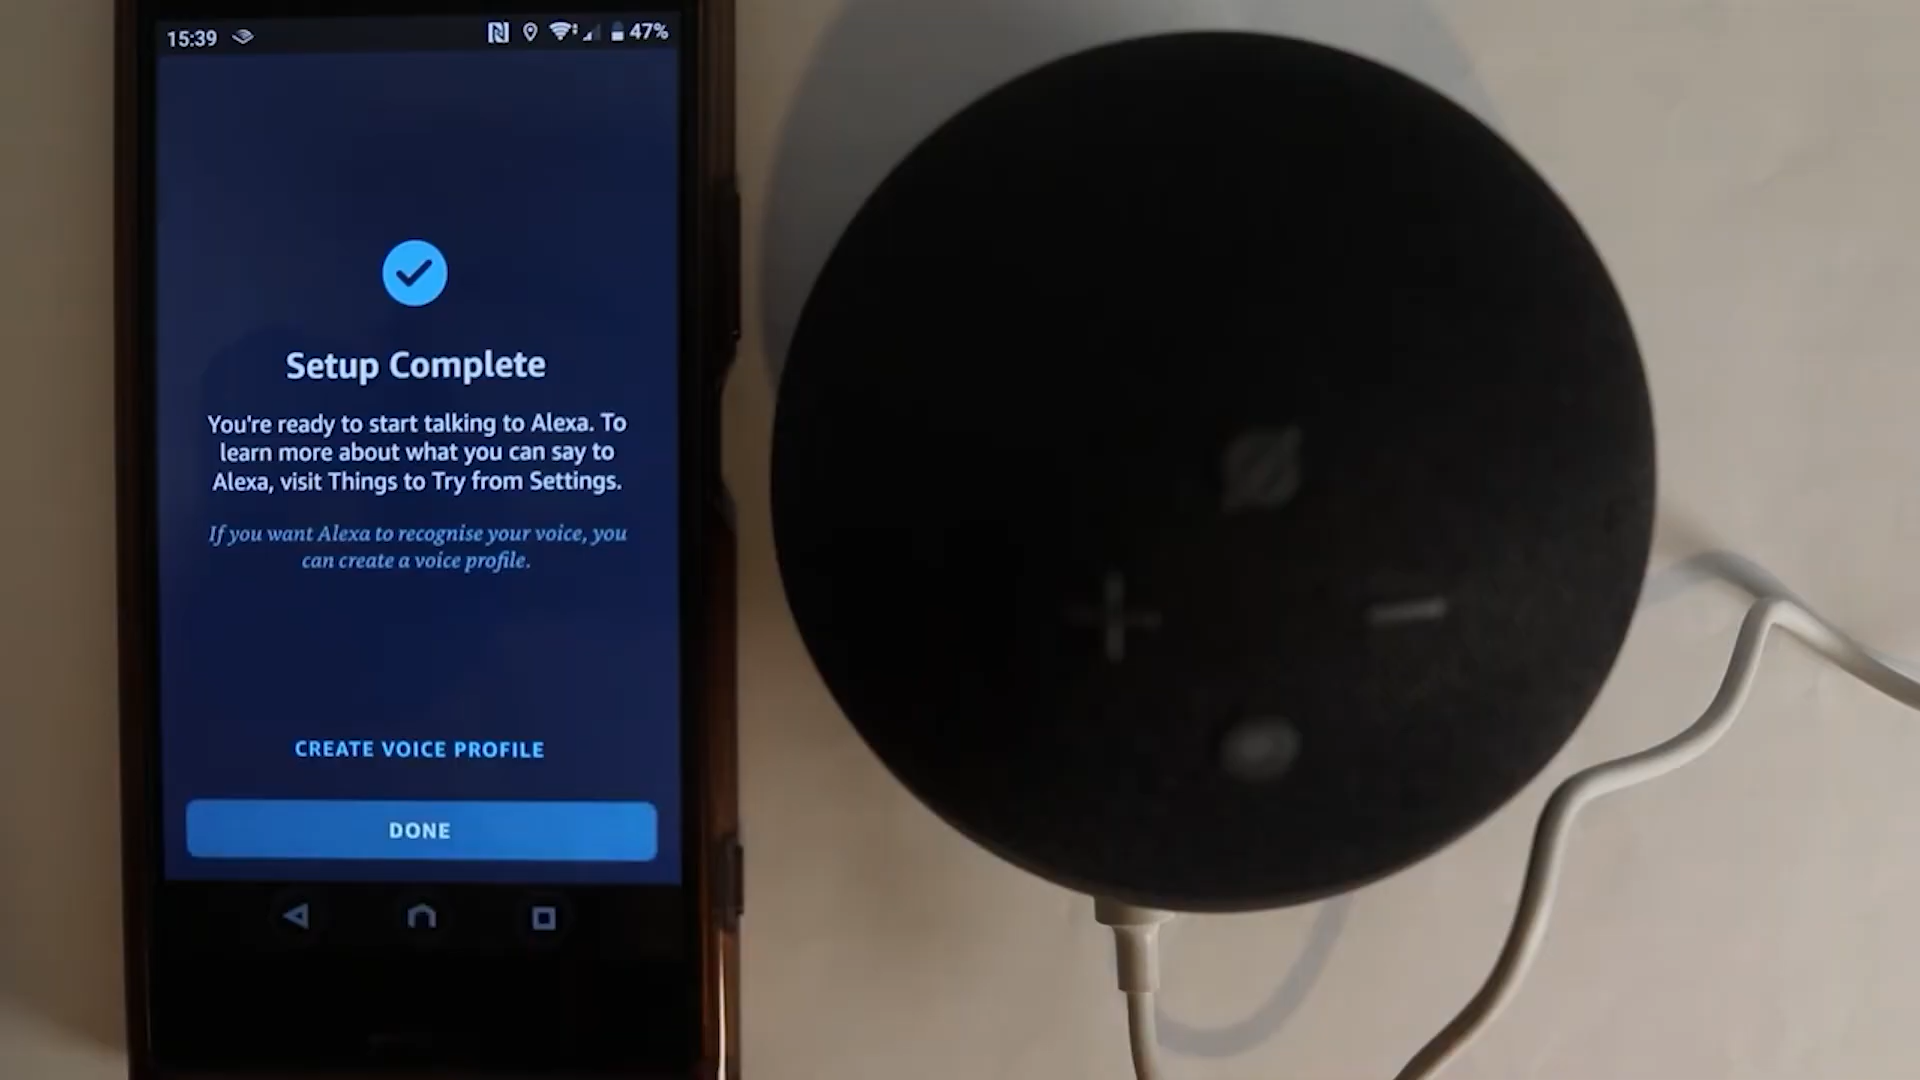 15:39 47%
Setup Complete
You're ready to start talking to Alexa. To
learn more about what you can say to
Alexa, visit Things to Try from Settings.
If you want Alexa to recognise your voice, you
can create a voice profile.
CREATE VOICE PROFILE
DONE